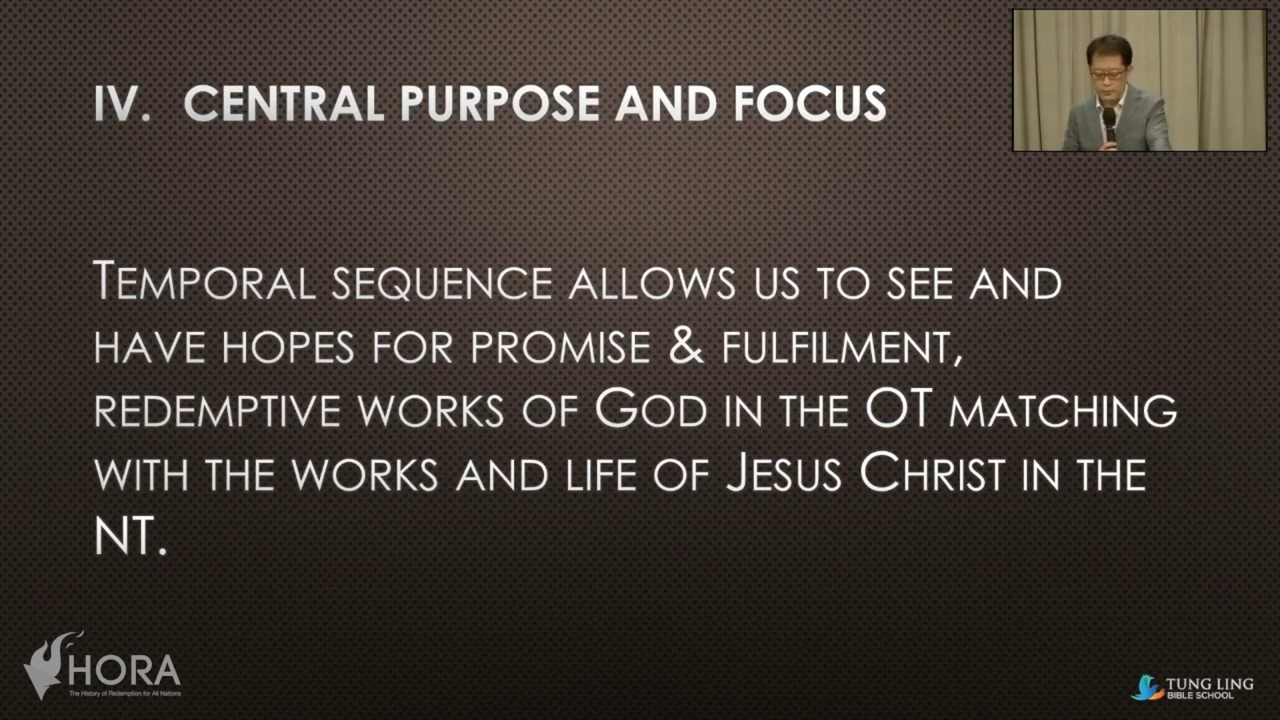 IV. CENTRAL PURPOSE AND FOCUS
TEMPORAL SEQUENCE ALLOWS US TO SEE AND
HAVE HOPES FOR PROMISE & FULFILMENT,
REDEMPTIVE WORKS OF GOD IN THE OT MATCHING
WITH THE WORKS AND LIFE OF JESUS CHRIST IN THE
NT.
HORA
The History of Redemption for All Nations
TUNG LING
BIBLE SCHOOL